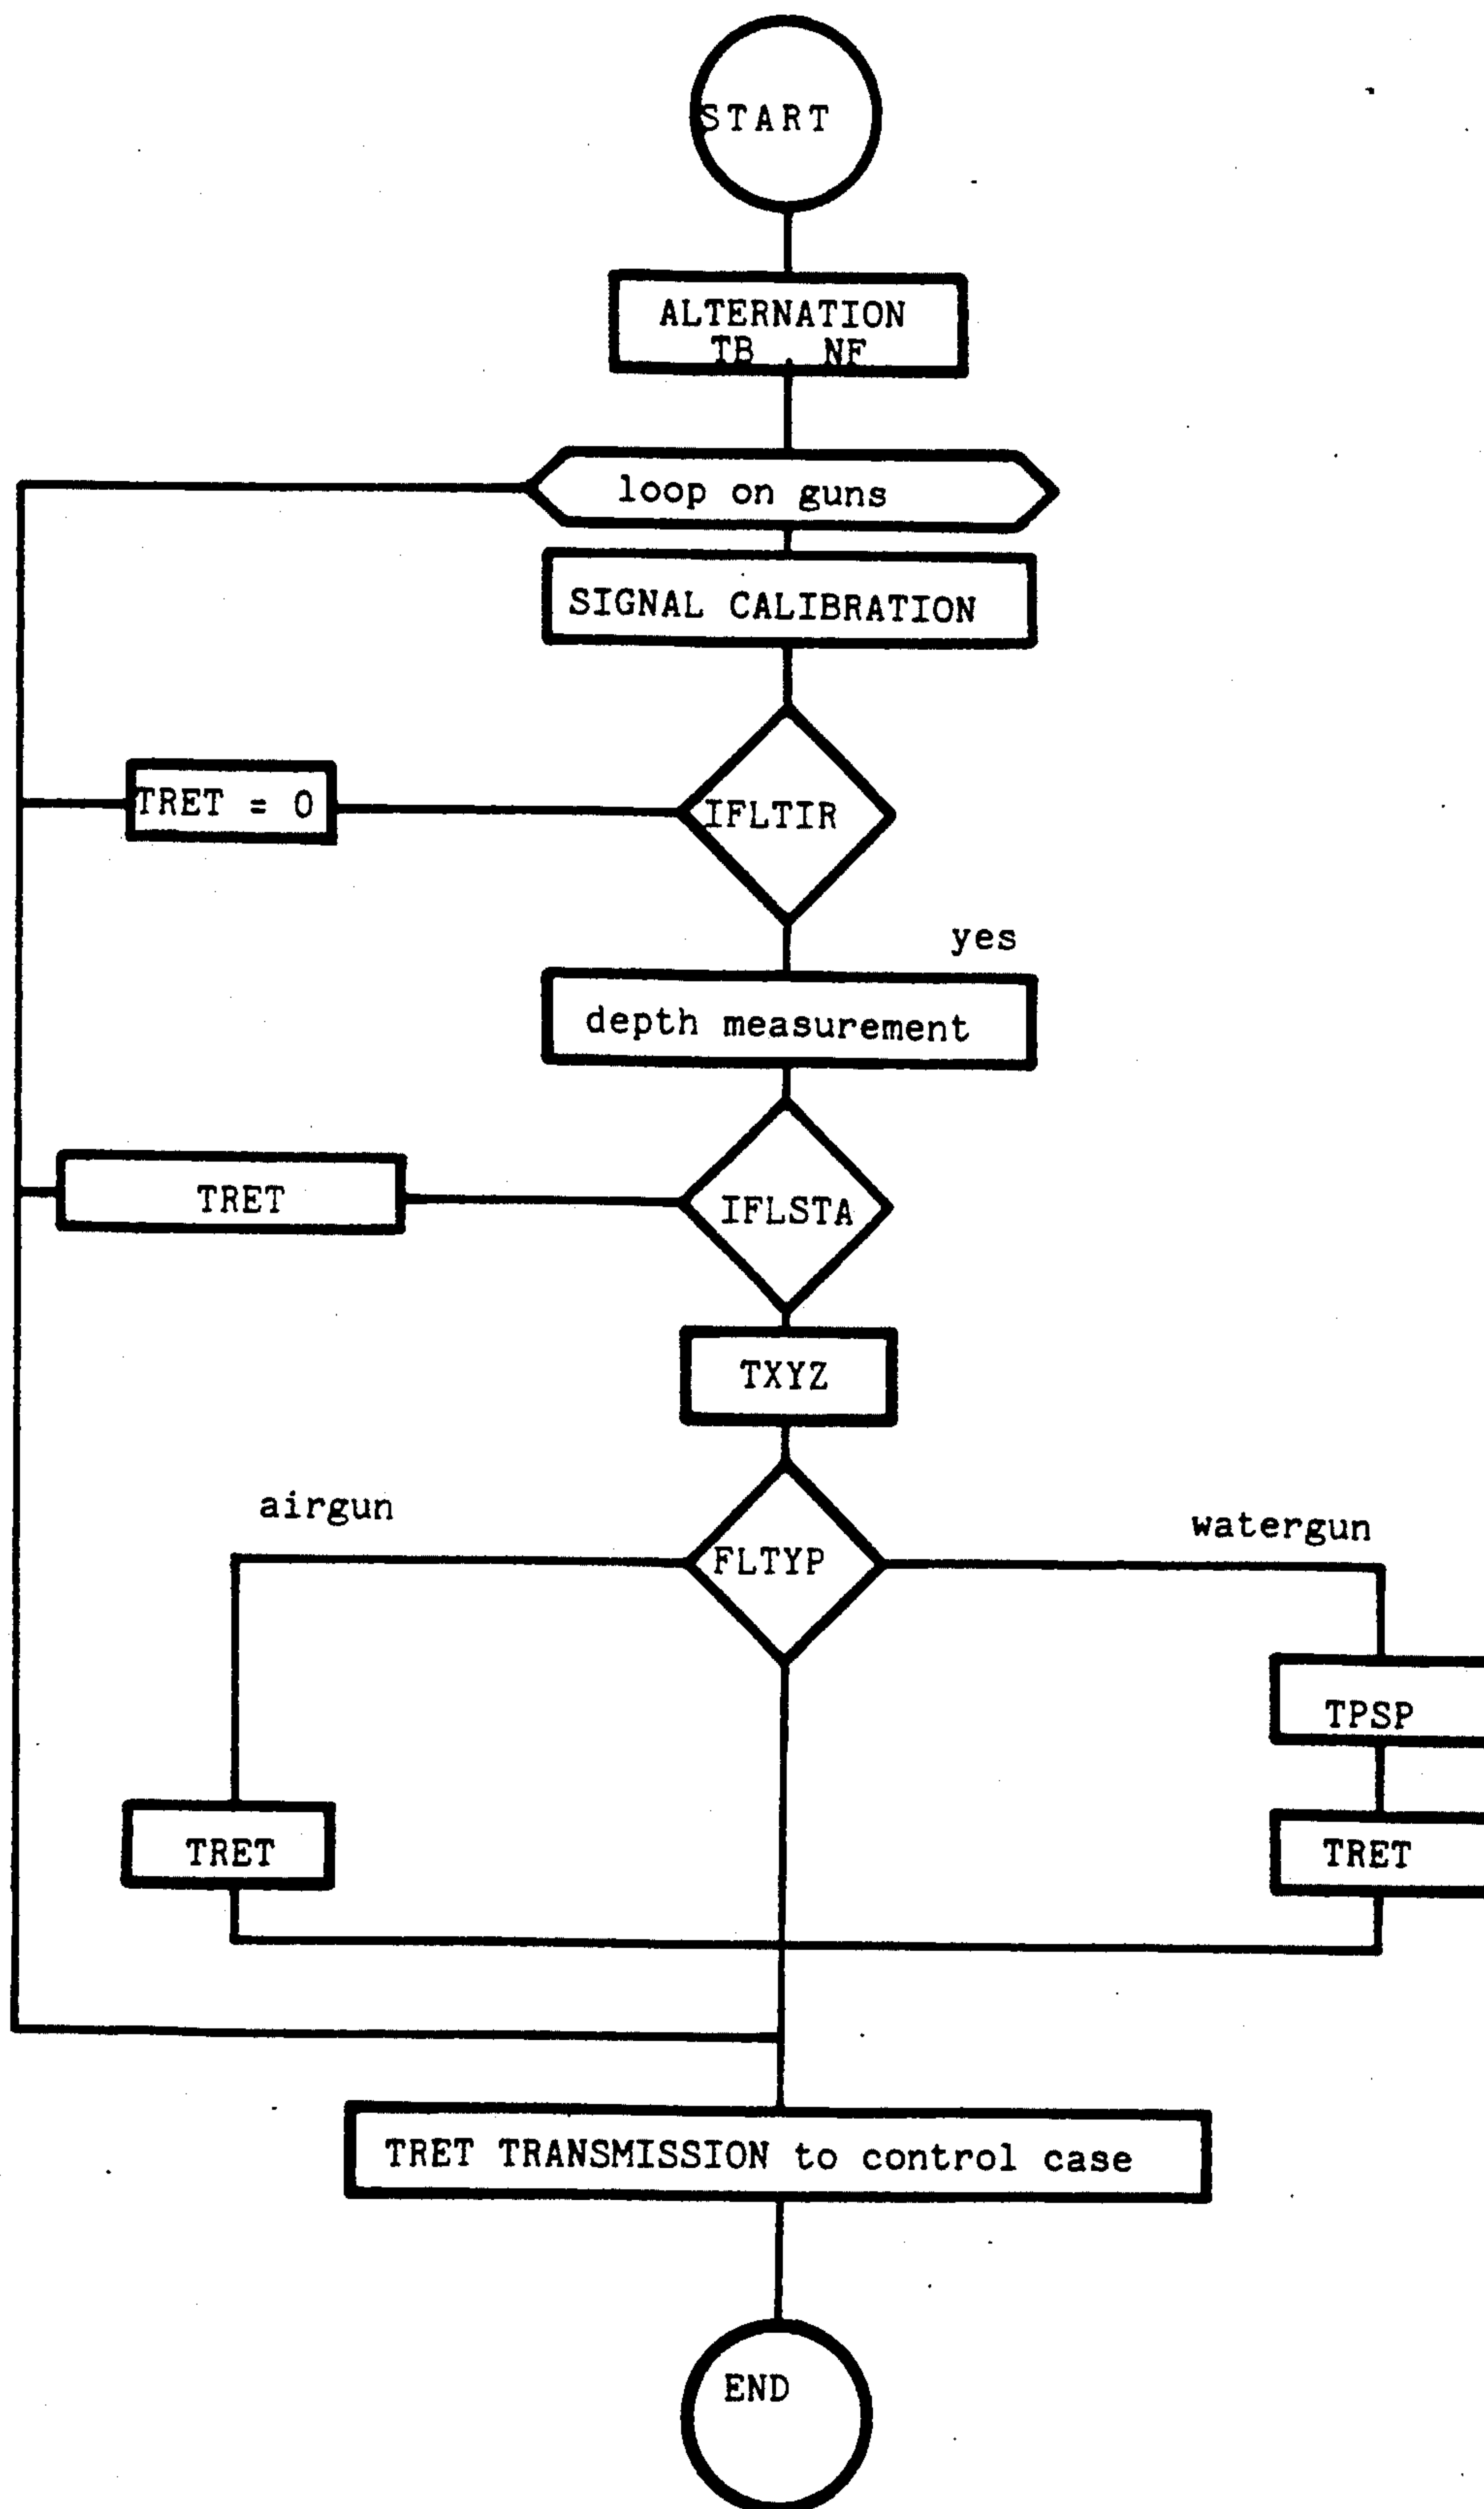 START
ALTERNATION
TB . NF
loop on guns
SIGNAL CALIBRATION
TRET = 0
IFLTIR
yes
depth measurement
TRET
IFLSTA
TXYZ
airgun
watergun
FLTYP
TPSP
TRET
TRET
TRET TRANSMISSION to control case
END